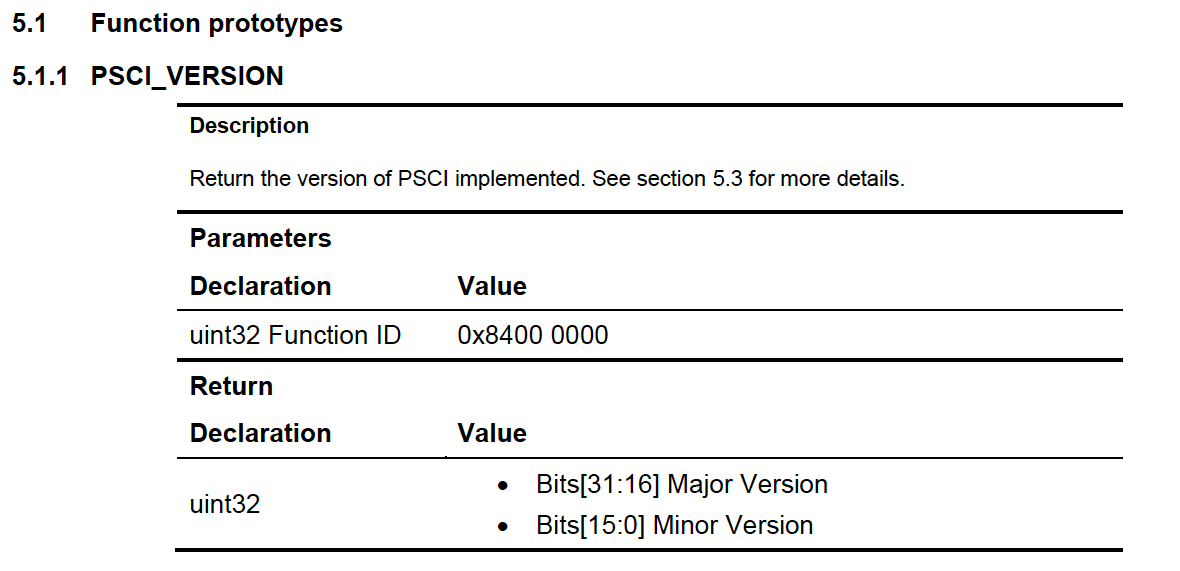 5.1 Function prototypes
5.1.1 PSCI_VERSION
Description
Return the version of PSCI implemented. See section 5.3 for more details.
Parameters
Declaration Value
uint32 Function ID 0x8400 0000
Return
Declaration Value
uint32
• Bits[31:16] Major Version
• Bits[15:0] Minor Version